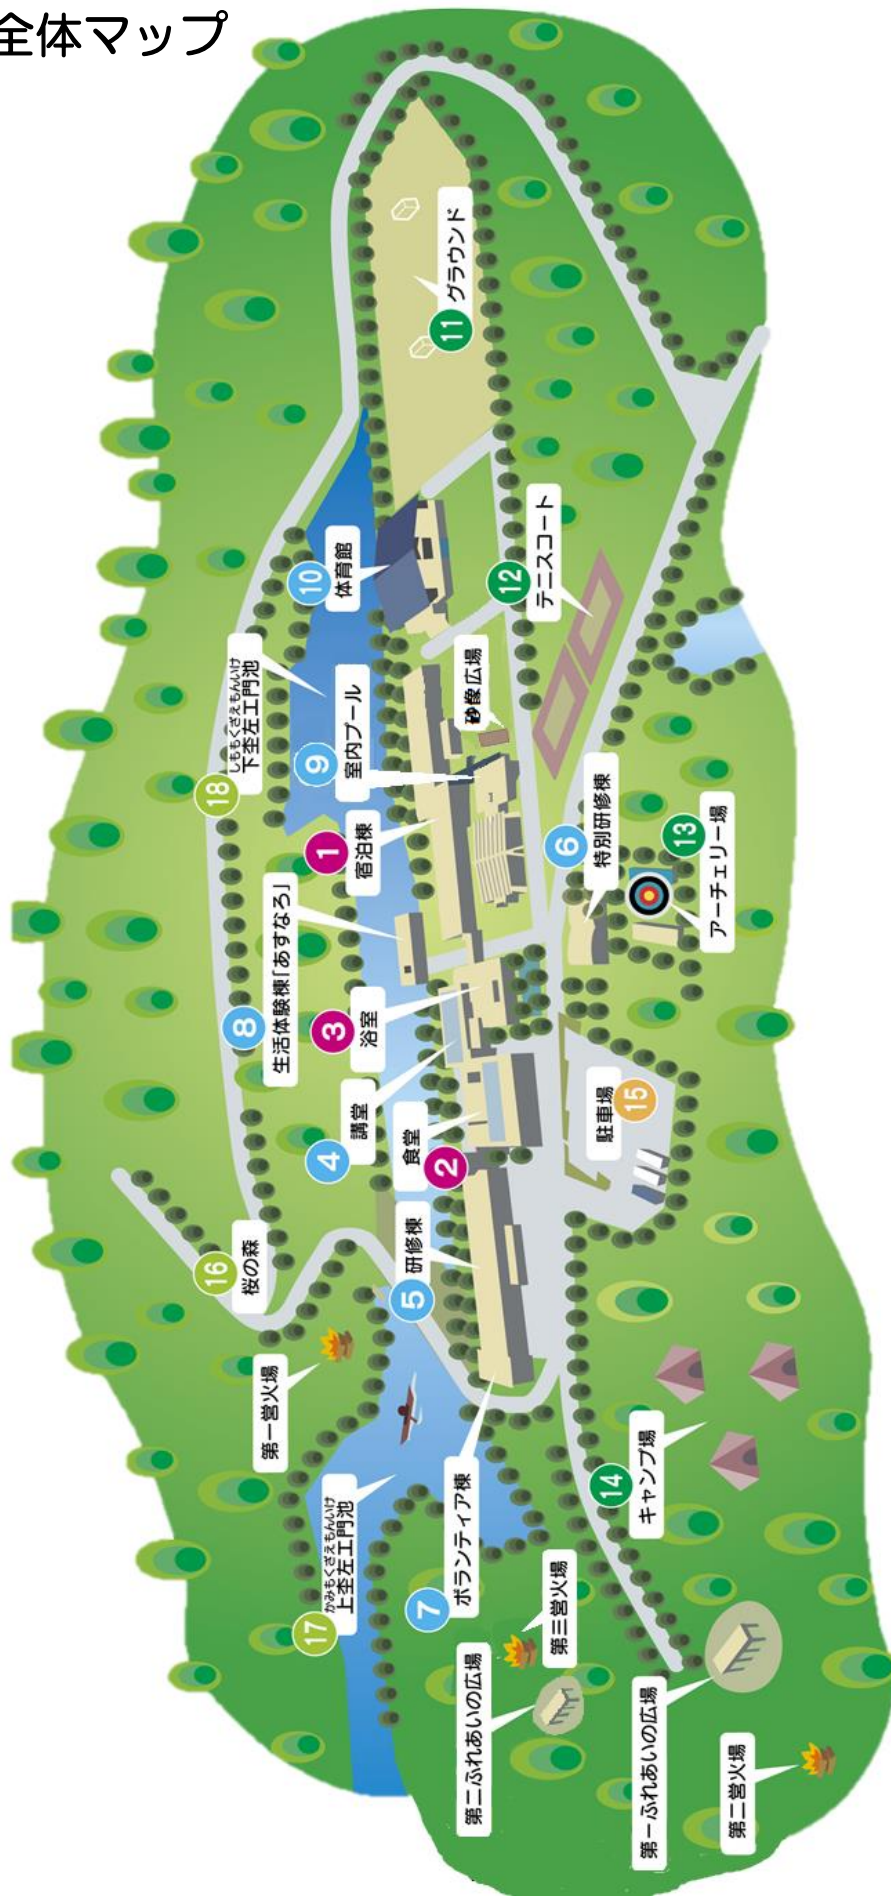 全体マップ
11
グラウンド
10
体育館
12
テニスコート
しももくざえもんいけ
下杢左エ門池
18
砂像広場
9
室内プール
1
宿泊棟
6
特別研修棟
13
アーチェリー場
8
生活体験棟「あすなろ」
3
浴室
4
講堂
2
食堂
15
駐車場
5
研修棟
16
桜の森
第一営火場
17
かみもくざえもんいけ
上杢左エ門池
7
ボランティア棟
14
キャンプ場
第三営火場
第二ふれあいの広場
第一ふれあいの広場
第二営火場